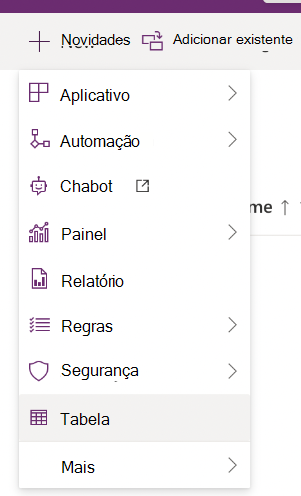 Novidades Adicionar existente
Aplicativo
Automação
Chabot
me ↑
Painel
Relatório
Regras
Segurança
Tabela
Mais